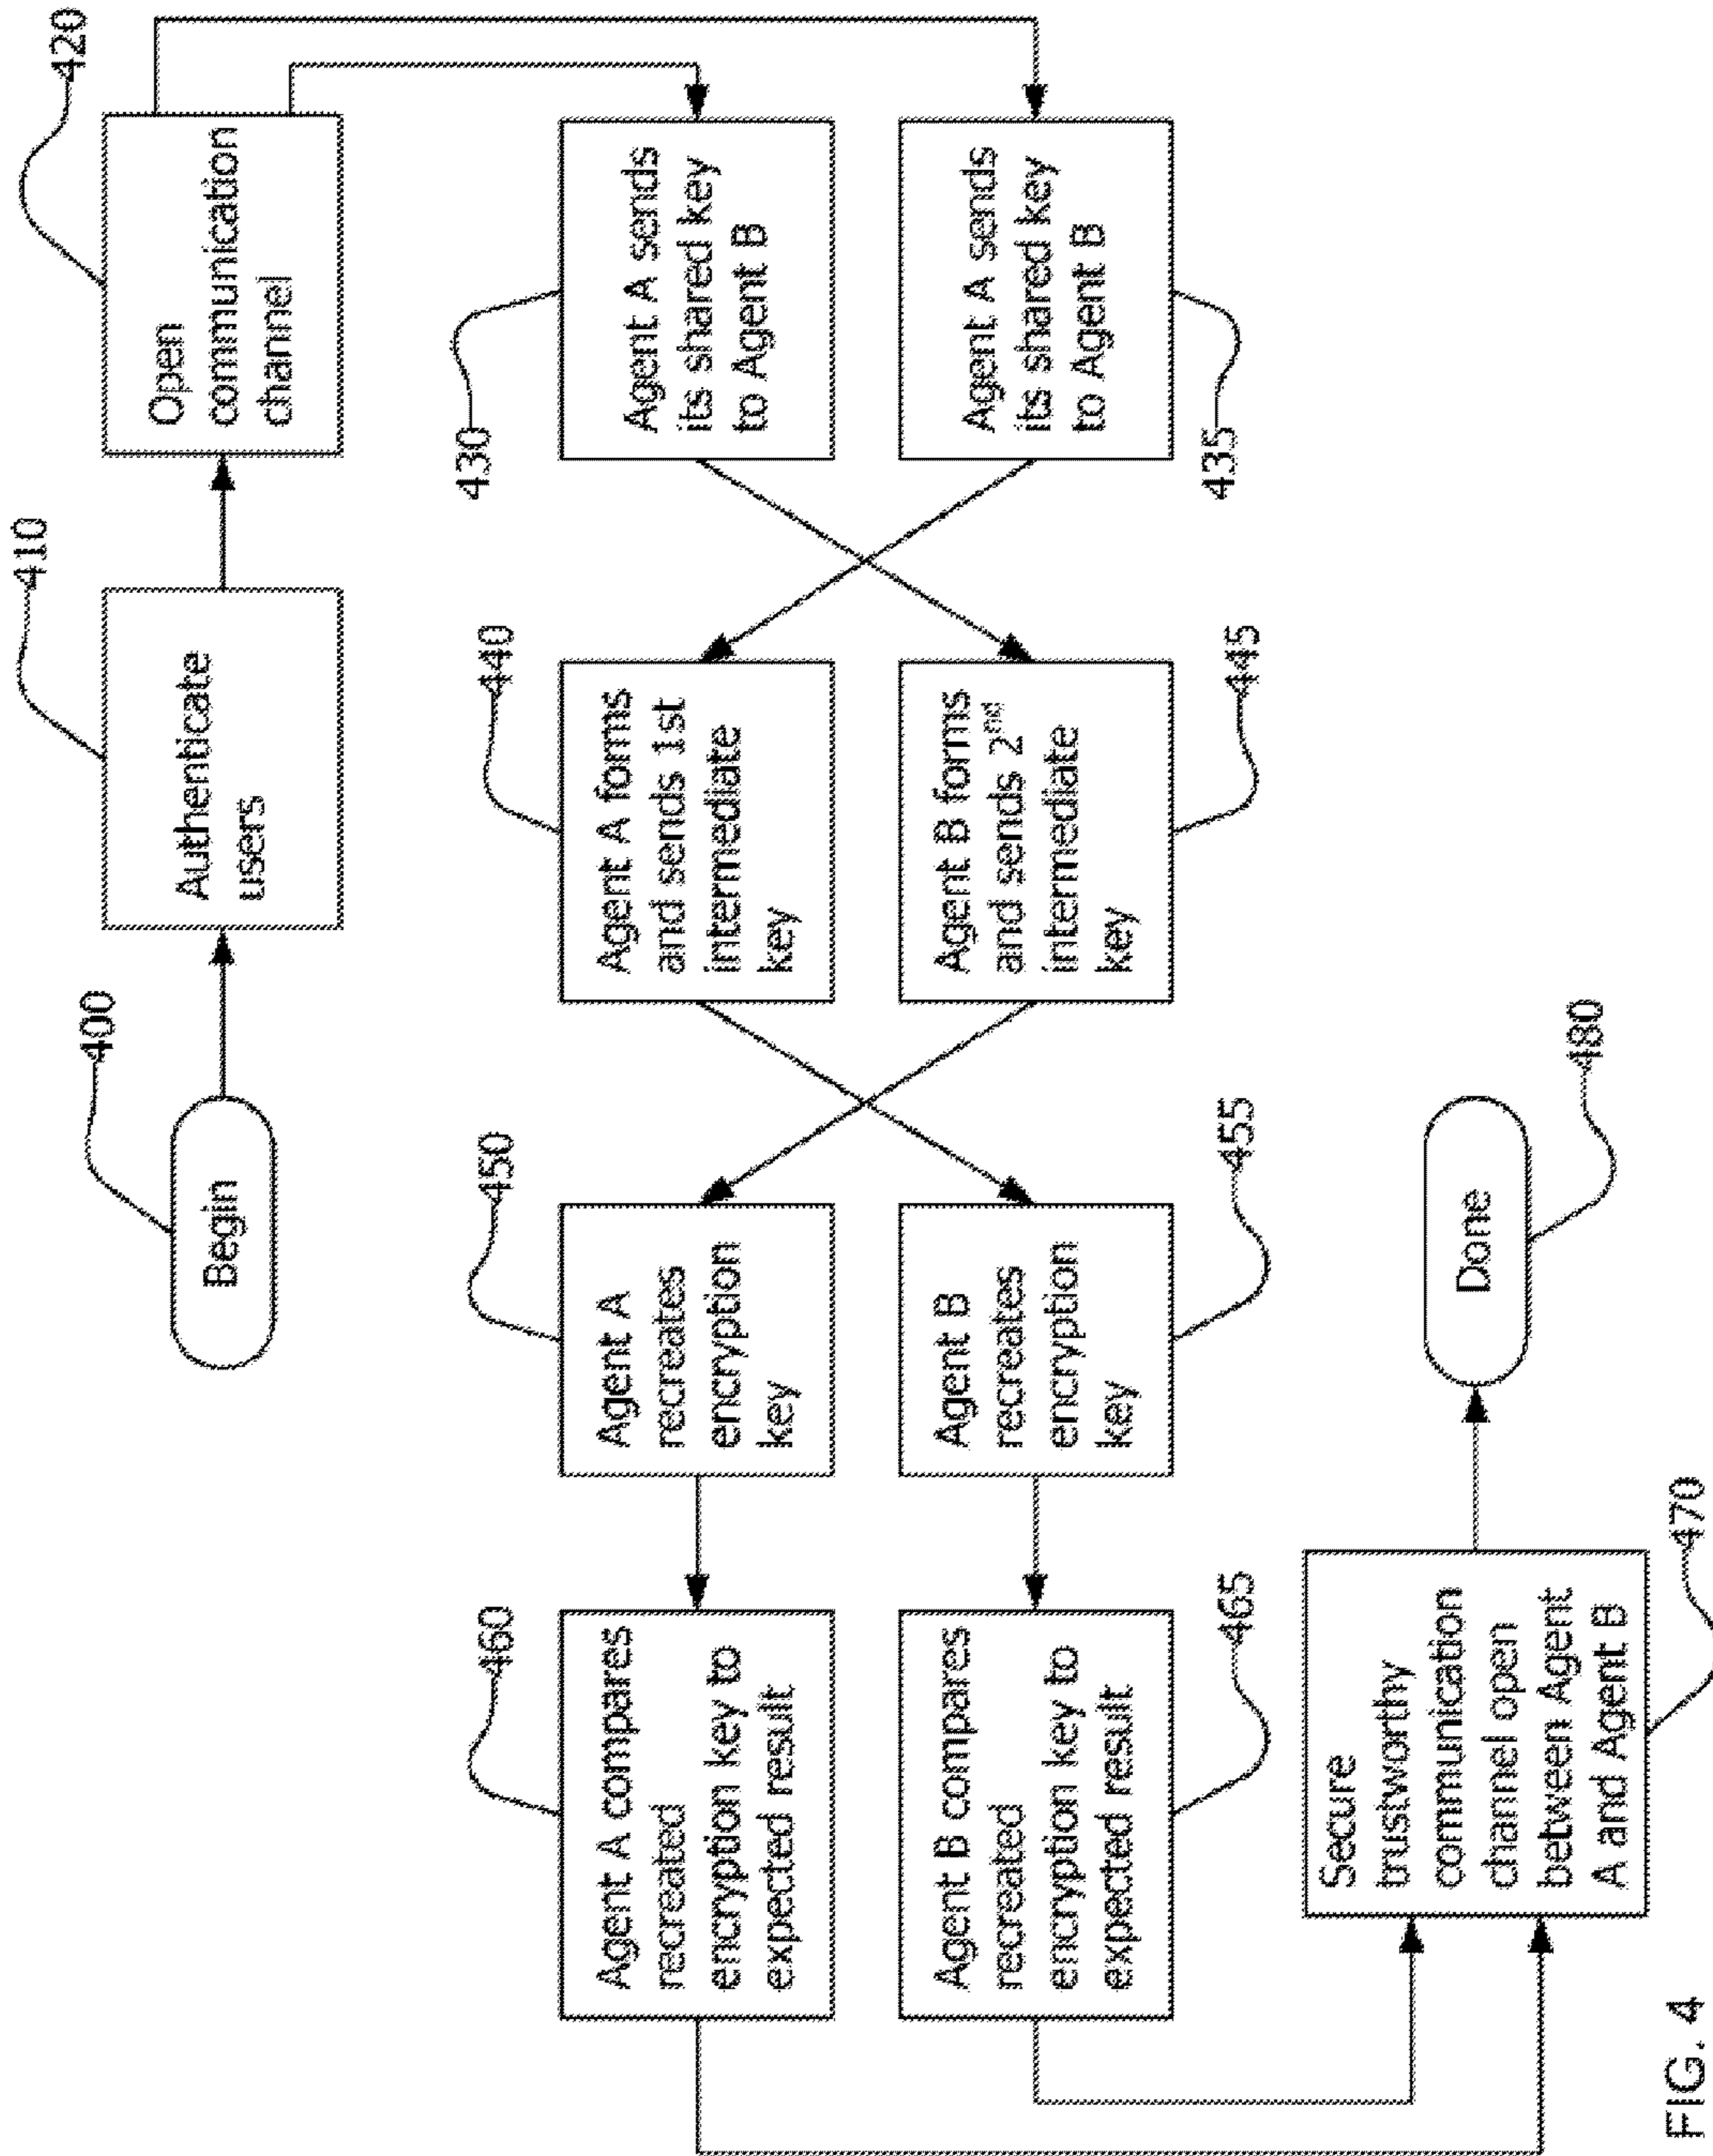 400
Begin
410
Authenticate
users
420
Open
communication
channel
430
Agent A sends
its shared key
to Agent B
435
Agent A sends
its shared key
to Agent B
440
Agent A forms
and sends 1st
intermediate
key
445
Agent B forms
and sends 2nd
intermediate
key
450
Agent A
recreates
encryption
key
455
Agent B
recreates
encryption
key
460
Agent A compares
recreated
encryption key to
expected result
465
Agent B compares
recreated
encryption key to
expected result
470
Secure
trustworthy
communication
channel open
between Agent
A and Agent B
480
Done
FIG. 4